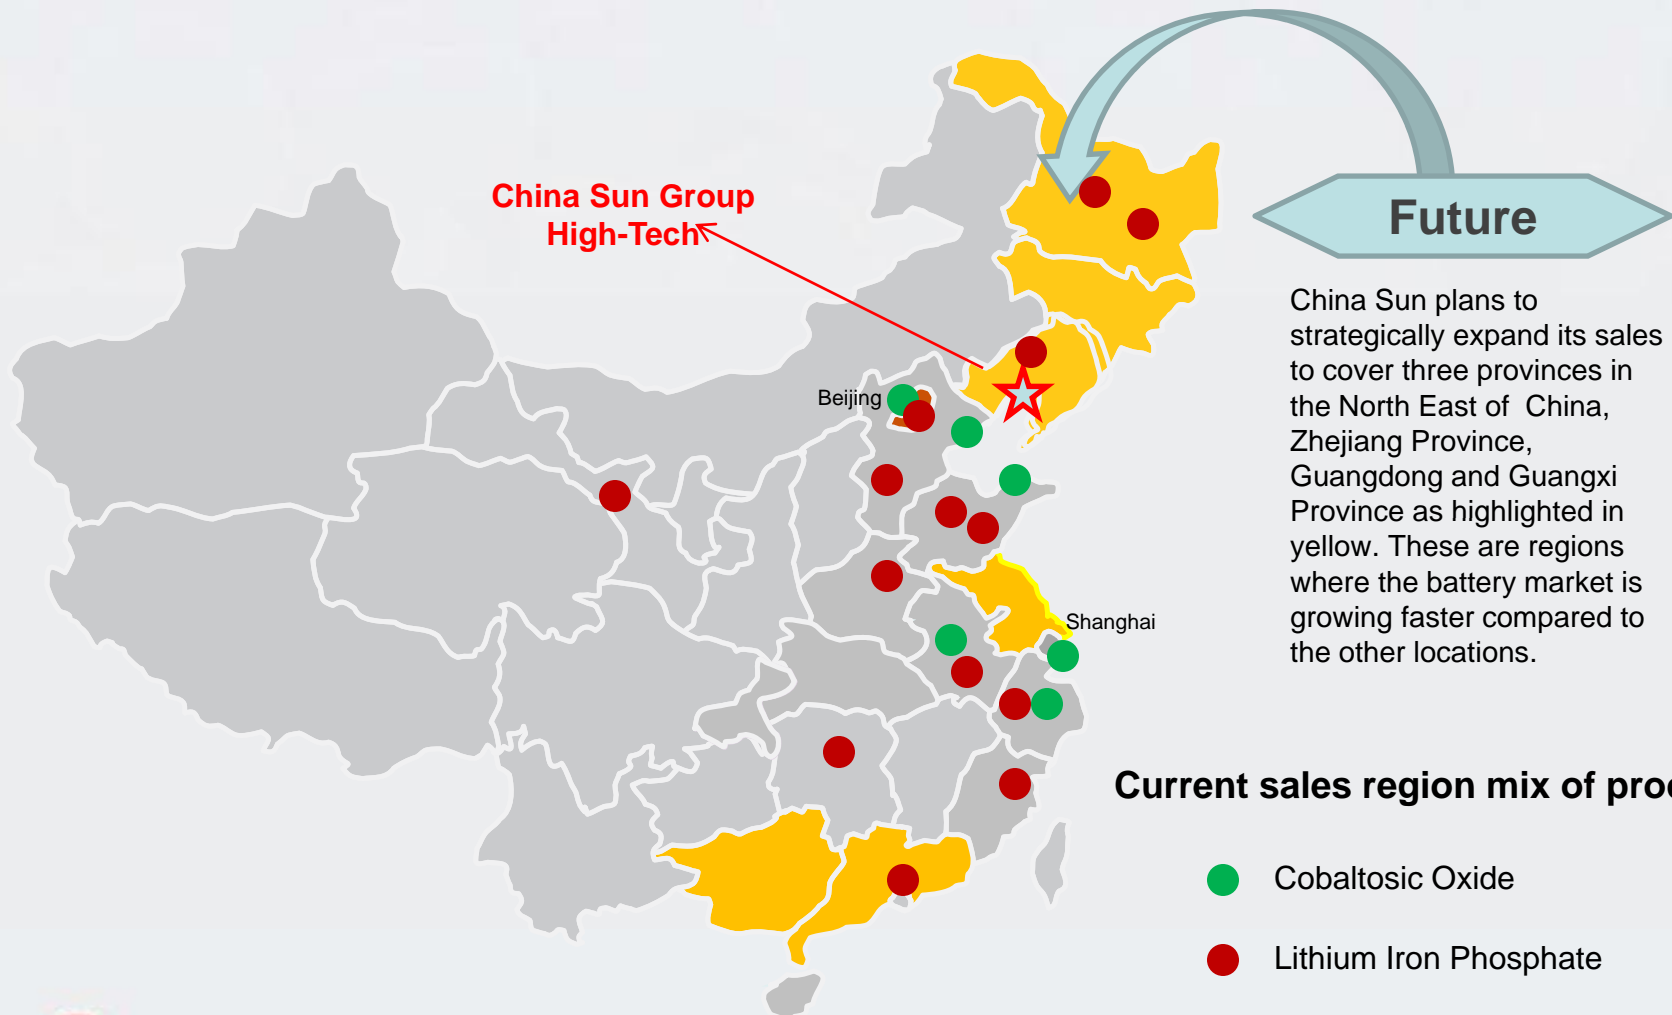 China Sun Group
High-Tech
Future
China Sun plans to
strategically expand its sales
to cover three provinces in
the North East of China,
Zhejiang Province,
Guangdong and Guangxi
Province as highlighted in
yellow. These are regions
where the battery market is
growing faster compared to
the other locations.
Beijing
Shanghai
Current sales region mix of
Cobaltosic Oxide
Lithium Iron Phosphate